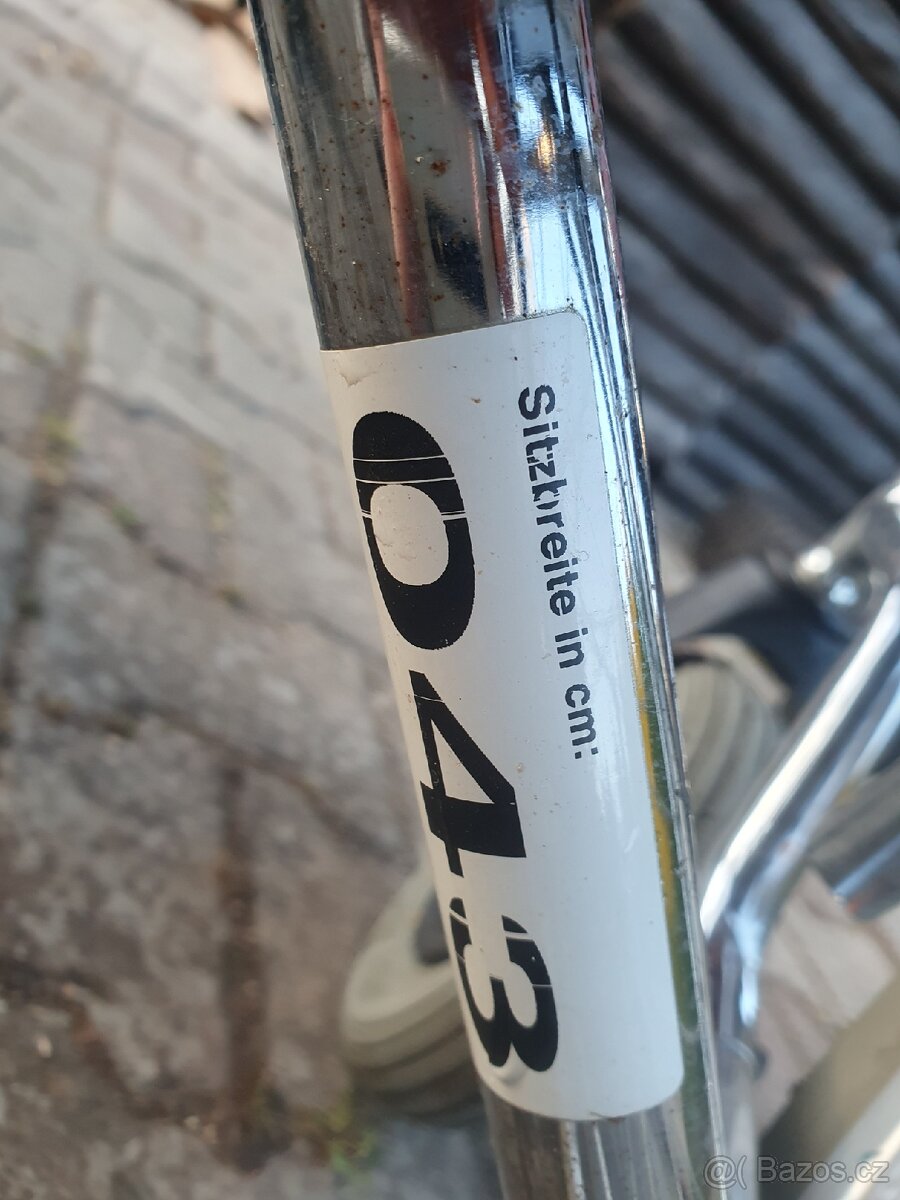 Sitzbreite in cm:
043
@( Bazos.cz